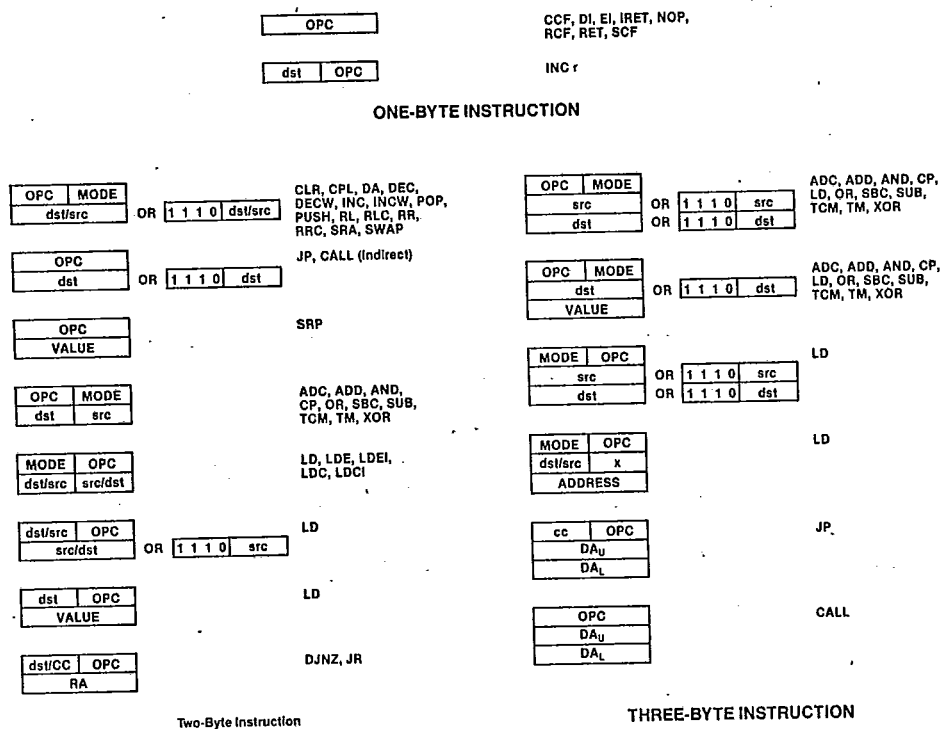 OPC
CCF, DI, EI, IRET, NOP,
RCF, RET, SCF
dst OPC
INC r
ONE-BYTE INSTRUCTION
OPC MODE
dst/src OR 1 1 1 0 dst/src
CLR, CPL, DA, DEC,
DECW, INC, INCW, POP,
PUSH, RL, RLC, RR,
RRC, SRA, SWAP
OPC
dst OR 1 1 1 0 dst
JP, CALL (Indirect)
OPC
VALUE
SRP
OPC MODE
dst src
ADC, ADD, AND,
CP, OR, SBC, SUB,
TCM, TM, XOR
MODE OPC
dst/src src/dst
LD, LDE, LDEI,
LDC, LDCI
dst/src OPC
src/dst OR 1 1 1 0 src
LD
dst OPC
VALUE
LD
dst/CC OPC
RA
DJNZ, JR
Two-Byte Instruction
OPC MODE
src OR 1 1 1 0 src
dst OR 1 1 1 0 dst
ADC, ADD, AND, CP,
LD, OR, SBC, SUB,
TCM, TM, XOR
OPC MODE
dst OR 1 1 1 0 dst
VALUE
ADC, ADD, AND, CP,
LD, OR, SBC, SUB,
TCM, TM, XOR
MODE OPC
src OR 1 1 1 0 src
dst OR 1 1 1 0 dst
LD
MODE OPC
dst/src x
ADDRESS
LD
cc OPC
DAU
DAL
JP
OPC
DAU
DAL
CALL
THREE-BYTE INSTRUCTION